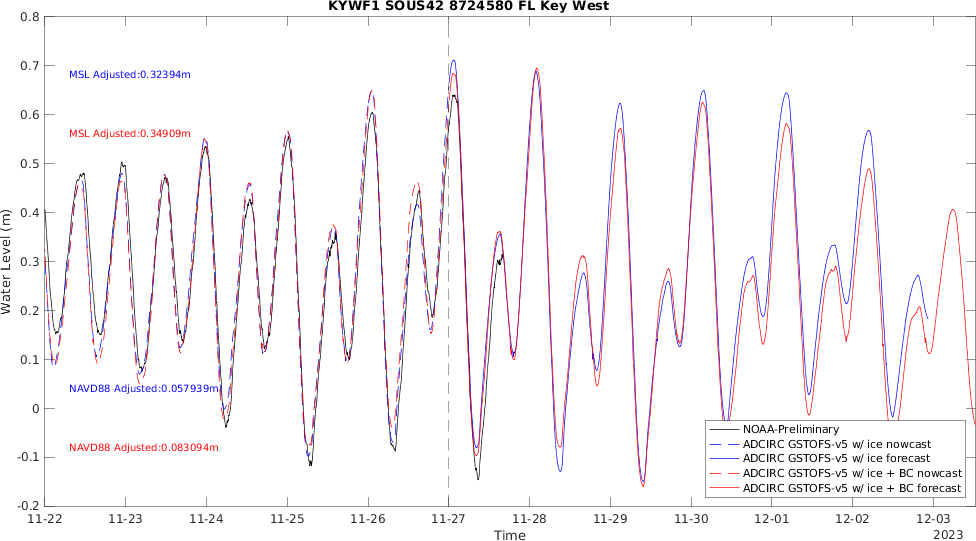 KYWF1 SOUS42 8724580 FL Key West
MSL Adjusted:0.32394m
MSL Adjusted:0.34909m
NAVD88 Adjusted:0.057939m
NAVD88 Adjusted:0.083094m
Water Level (m)
0.8
0.7
0.6
0.5
0.4
0.3
0.2
0.1
0
-0.1
-0.2
NOAA-Preliminary
ADCIRC GSTOFS-v5 w/ ice nowcast
ADCIRC GSTOFS-v5 w/ ice forecast
ADCIRC GSTOFS-v5 w/ ice + BC nowcast
ADCIRC GSTOFS-v5 w/ ice + BC forecast
11-22 11-23 11-24 11-25 11-26 11-27 11-28 11-29 11-30 12-01 12-02 12-03
Time
2023